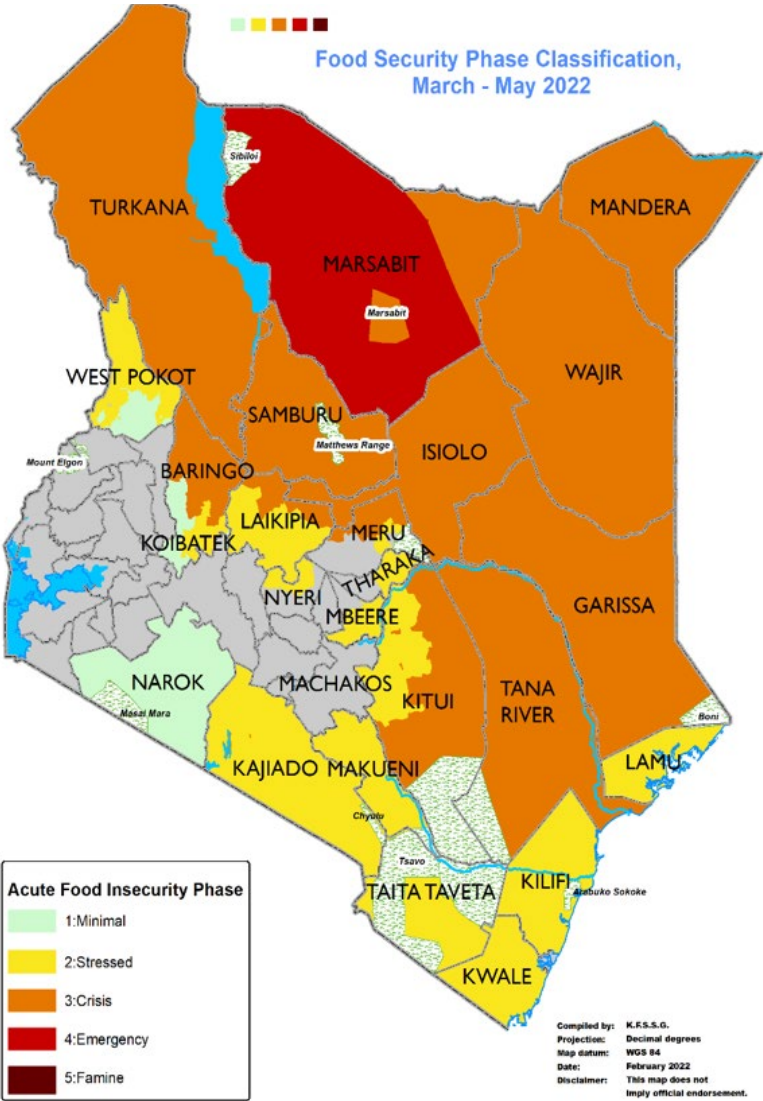 Food Security Phase Classification,
March - May 2022
Sibiloi
TURKANA
MANDERA
MARSABIT
Marsabit
WAJIR
WEST POKOT
SAMBURU
Matthews Range
ISIOLO
Mount Elgon
BARINGO
LAIKIPIA
KOIBATEK
MERU
THARAKA
NYERI
MBEERE
GARISSA
NAROK
MACHAKOS
KITUI
TANA
RIVER
Masai Mara
Boni
KAJIADO
MAKUENI
LAMU
Chyulu
Tsavo
TAITA TAVETA
KILIFI
Arabuko Sokoke
KWALE
Acute Food Insecurity Phase
1:Minimal
2:Stressed
3:Crisis
4:Emergency
5:Famine
Compiled by: K.F.S.S.G.
Projection: Decimal degrees
Map datum: WGS 84
Date: February 2022
Disclaimer: This map does not
imply official endorsement.